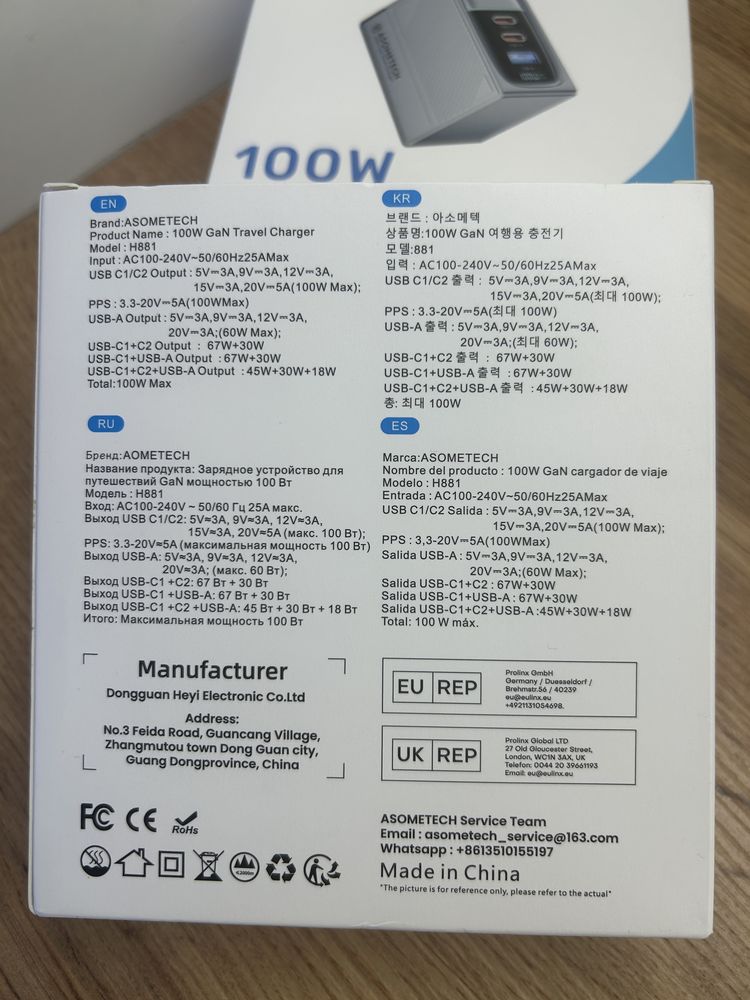 ASOMETECH
100W
EN
Brand:ASOMETECH
Product Name : 100W GaN Travel Charger
Model : H881
Input : AC100-240V~50/60Hz25AMax
USB C1/C2 Output : 5V⎓3A,9V⎓3A,12V⎓3A,
15V⎓3A,20V⎓5A(100W Max);
PPS : 3.3-20V⎓5A(100WMax)
USB-A Output : 5V⎓3A,9V⎓3A,12V⎓3A,
20V⎓3A;(60W Max);
USB-C1+C2 Output : 67W+30W
USB-C1+USB-A Output : 67W+30W
USB-C1+C2+USB-A Output : 45W+30W+18W
Total:100W Max
KR
브랜드 : 아소메텍
상품명:100W GaN 여행용 충전기
모델:881
입력 : AC100-240V~50/60Hz25AMax
USB C1/C2 출력 : 5V⎓3A,9V⎓3A,12V⎓3A,
15V⎓3A,20V⎓5A(최대 100W);
PPS : 3.3-20V⎓5A(최대 100W)
USB-A 출력 : 5V⎓3A,9V⎓3A,12V⎓3A,
20V⎓3A;(최대 60W);
USB-C1+C2 출력 : 67W+30W
USB-C1+USB-A 출력 : 67W+30W
USB-C1+C2+USB-A 출력 : 45W+30W+18W
총: 최대 100W
RU
Бренд:AOMETECH
Название продукта: Зарядное устройство для
путешествий GaN мощностью 100 Вт
Модель : H881
Вход: AC100-240V ~ 50/60 Гц 25A макс.
Выход USB C1/C2: 5V≂3A, 9V≂3A, 12V≂3A,
15V≂3A, 20V≂5A (макс. 100 Вт);
PPS: 3.3-20V≂5A (максимальная мощность 100 Вт)
Выход USB-A: 5V≂3A, 9V≂3A, 12V≂3A,
20V≂3A; (макс. 60 Вт);
Выход USB-C1 +C2: 67 Вт + 30 Вт
Выход USB-C1 +USB-A: 67 Вт + 30 Вт
Выход USB-C1 +C2 +USB-A: 45 Вт + 30 Вт + 18 Вт
Итого: Максимальная мощность 100 Вт
ES
Marca:ASOMETECH
Nombre del producto : 100W GaN cargador de viaje
Modelo : H881
Entrada : AC100-240V~50/60Hz25AMax
USB C1/C2 Salida : 5V⎓3A,9V⎓3A,12V⎓3A,
15V⎓3A,20V⎓5A(100W Max);
PPS : 3,3-20V⎓5A(100WMax)
Salida USB-A : 5V⎓3A,9V⎓3A,12V⎓3A,
20V⎓3A;(60W Max);
Salida USB-C1+C2 : 67W+30W
Salida USB-C1+USB-A : 67W+30W
Salida USB-C1+C2+USB-A :45W+30W+18W
Total: 100 W máx.
Manufacturer
Dongguan Heyi Electronic Co.Ltd
Address:
No.3 Feida Road, Guancang Village,
Zhangmutou town Dong Guan city,
Guang Dongprovince, China
EU REP
Prolinx GmbH
Germany / Duesseldorf /
Brehmstr.56 / 40239
eu@eulinx.eu
+4921131054698.
UK REP
Prolinx Global LTD
27 Old Gloucester Street,
London, WC1N 3AX, UK
Telefon: 0044 20 39661193
Email: eu@eulinx.eu
FC CE RoHs
≤2000m
ASOMETECH Service Team
Email : asometech_service@163.com
Whatsapp : +8613510155197
Made in China
"The picture is for reference only, please refer to the actual"